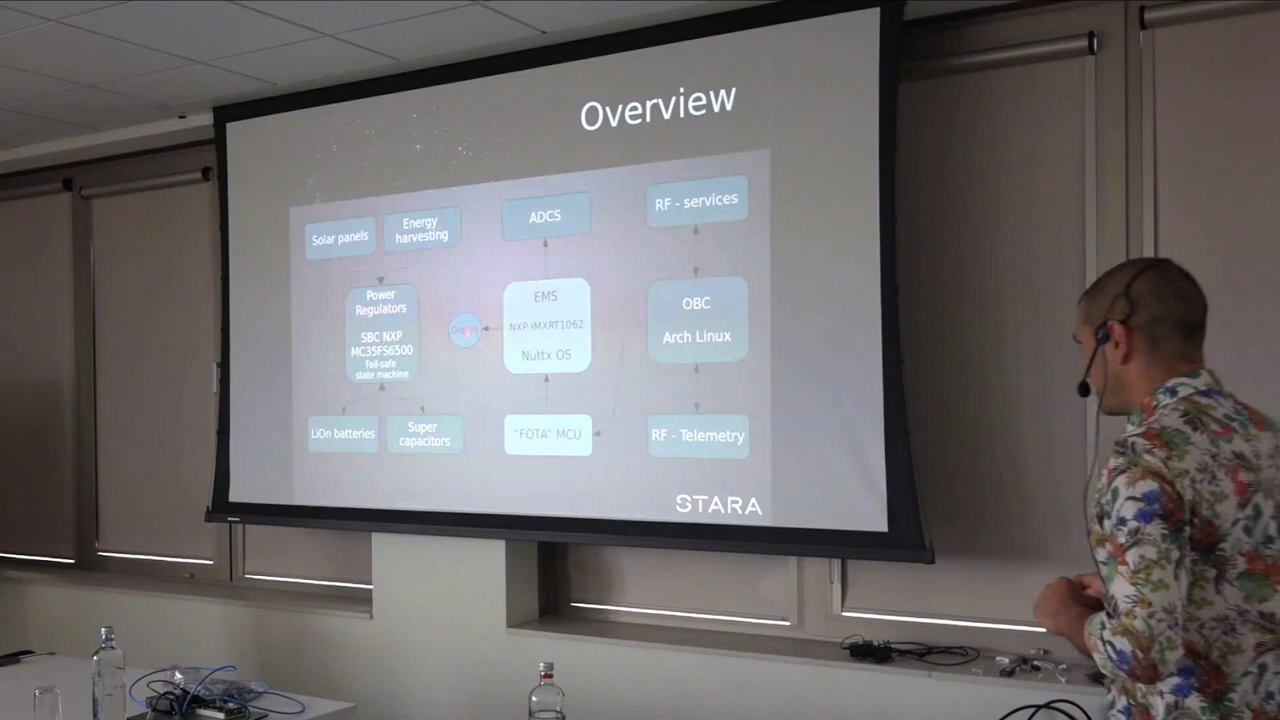 Overview
Solar panels
Energy
harvesting
ADCS
RF - services
Power
Regulators
SBC NXP
MC35FS6500
Fail-safe
state machine
Deploy
EMS
NXP IMXRT1062
Nuttx OS
OBC
Arch Linux
LiOn batteries
Super
capacitors
"FOTA" MCU
RF - Telemetry
STARA